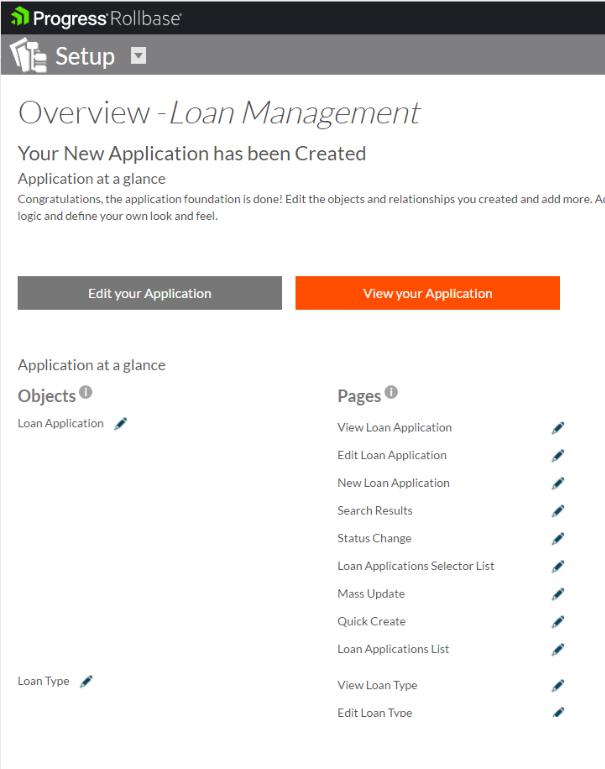 Progress Rollbase
Setup
Overview - Loan Management
Your New Application has been Created
Application at a glance
Congratulations, the application foundation is done! Edit the objects and relationships you created and add more.
logic and define your own look and feel.
Edit your Application
View your Application
Application at a glance
Objects
Pages
Loan Application
View Loan Application
Edit Loan Application
New Loan Application
Search Results
Status Change
Loan Applications Selector List
Mass Update
Quick Create
Loan Applications List
Loan Type
View Loan Type
Edit Loan Type